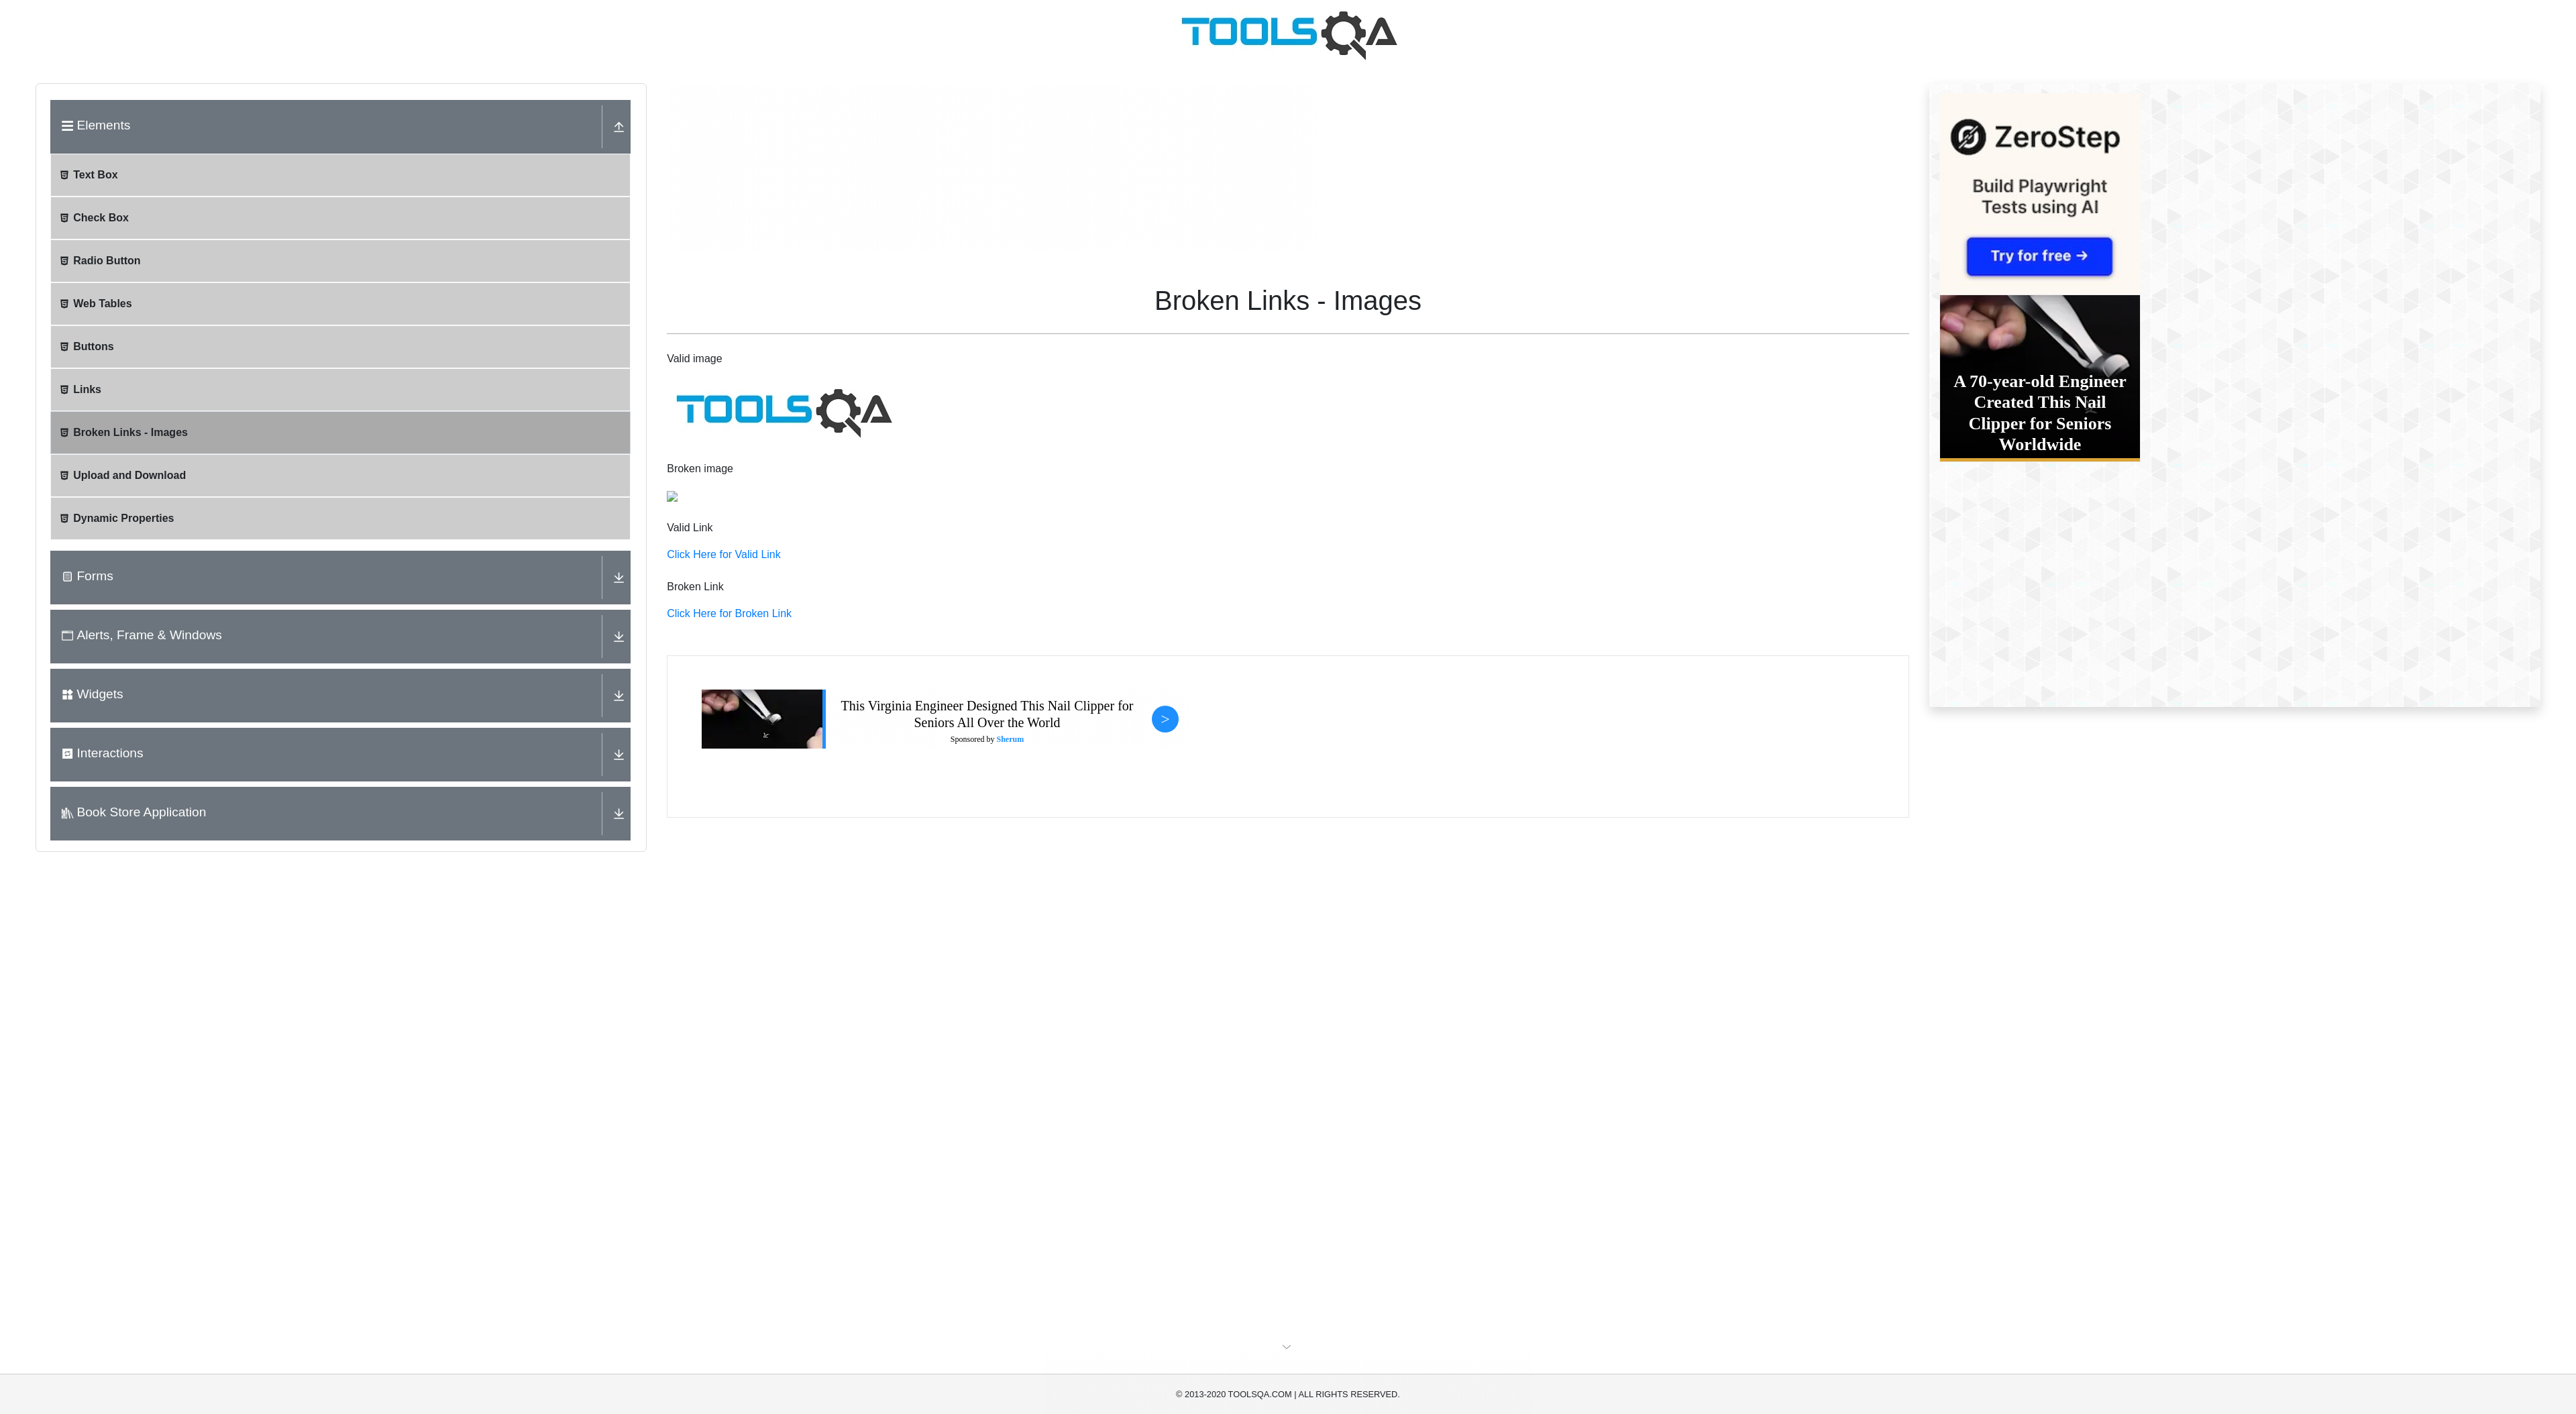 TOOLSQA
Elements
Text Box
Check Box
Radio Button
Web Tables
Buttons
Links
Broken Links - Images
Upload and Download
Dynamic Properties
Forms
Alerts, Frame & Windows
Widgets
Interactions
Book Store Application
Broken Links - Images
Valid image
TOOLSQA
Broken image
Valid Link
Click Here for Valid Link
Broken Link
Click Here for Broken Link
This Virginia Engineer Designed This Nail Clipper for
Seniors All Over the World
Sponsored by Sherum
>
ZeroStep
Build Playwright
Tests using AI
Try for free →
A 70-year-old Engineer
Created This Nail
Clipper for Seniors
Worldwide
© 2013-2020 TOOLSQA.COM | ALL RIGHTS RESERVED.